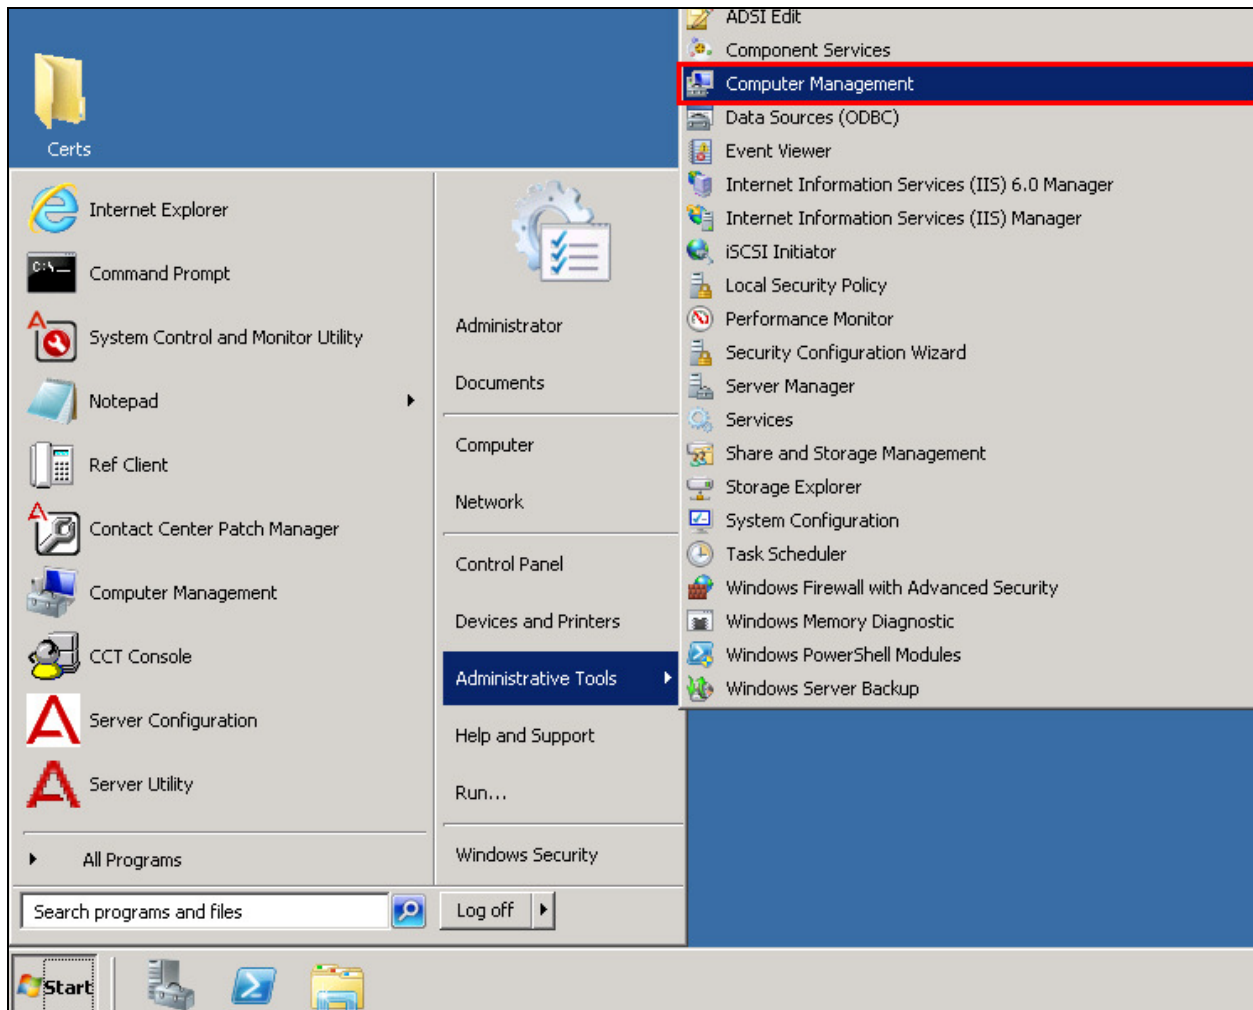 Certs
Internet Explorer
C:\
Command Prompt
System Control and Monitor Utility
Notepad
Ref Client
Contact Center Patch Manager
Computer Management
CCT Console
Server Configuration
Server Utility
All Programs
Search programs and files
Administrator
Documents
Computer
Network
Control Panel
Devices and Printers
Administrative Tools
Help and Support
Run...
Windows Security
Log off
ADSI Edit
Component Services
Computer Management
Data Sources (ODBC)
Event Viewer
Internet Information Services (IIS) 6.0 Manager
Internet Information Services (IIS) Manager
iSCSI Initiator
Local Security Policy
Performance Monitor
Security Configuration Wizard
Server Manager
Services
Share and Storage Management
Storage Explorer
System Configuration
Task Scheduler
Windows Firewall with Advanced Security
Windows Memory Diagnostic
Windows PowerShell Modules
Windows Server Backup
Start